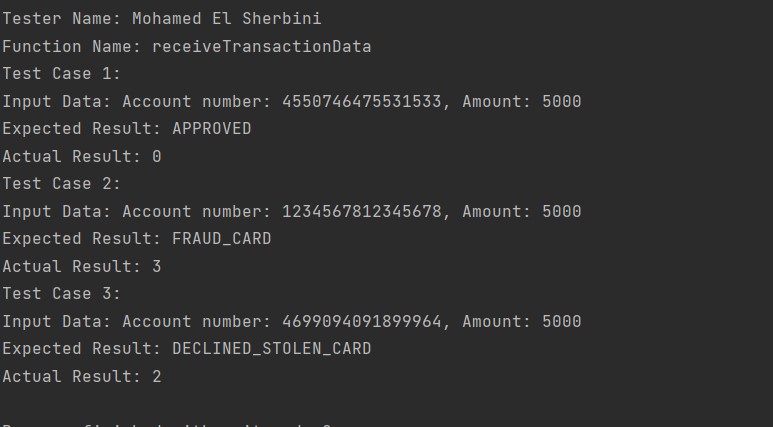 Tester Name: Mohamed El Sherbini
Function Name: receiveTransactionData
Test Case 1:
Input Data: Account number: 4550746475531533, Amount: 5000
Expected Result: APPROVED
Actual Result: 0
Test Case 2:
Input Data: Account number: 1234567812345678, Amount: 5000
Expected Result: FRAUD_CARD
Actual Result: 3
Test Case 3:
Input Data: Account number: 4699094091899964, Amount: 5000
Expected Result: DECLINED_STOLEN_CARD
Actual Result: 2